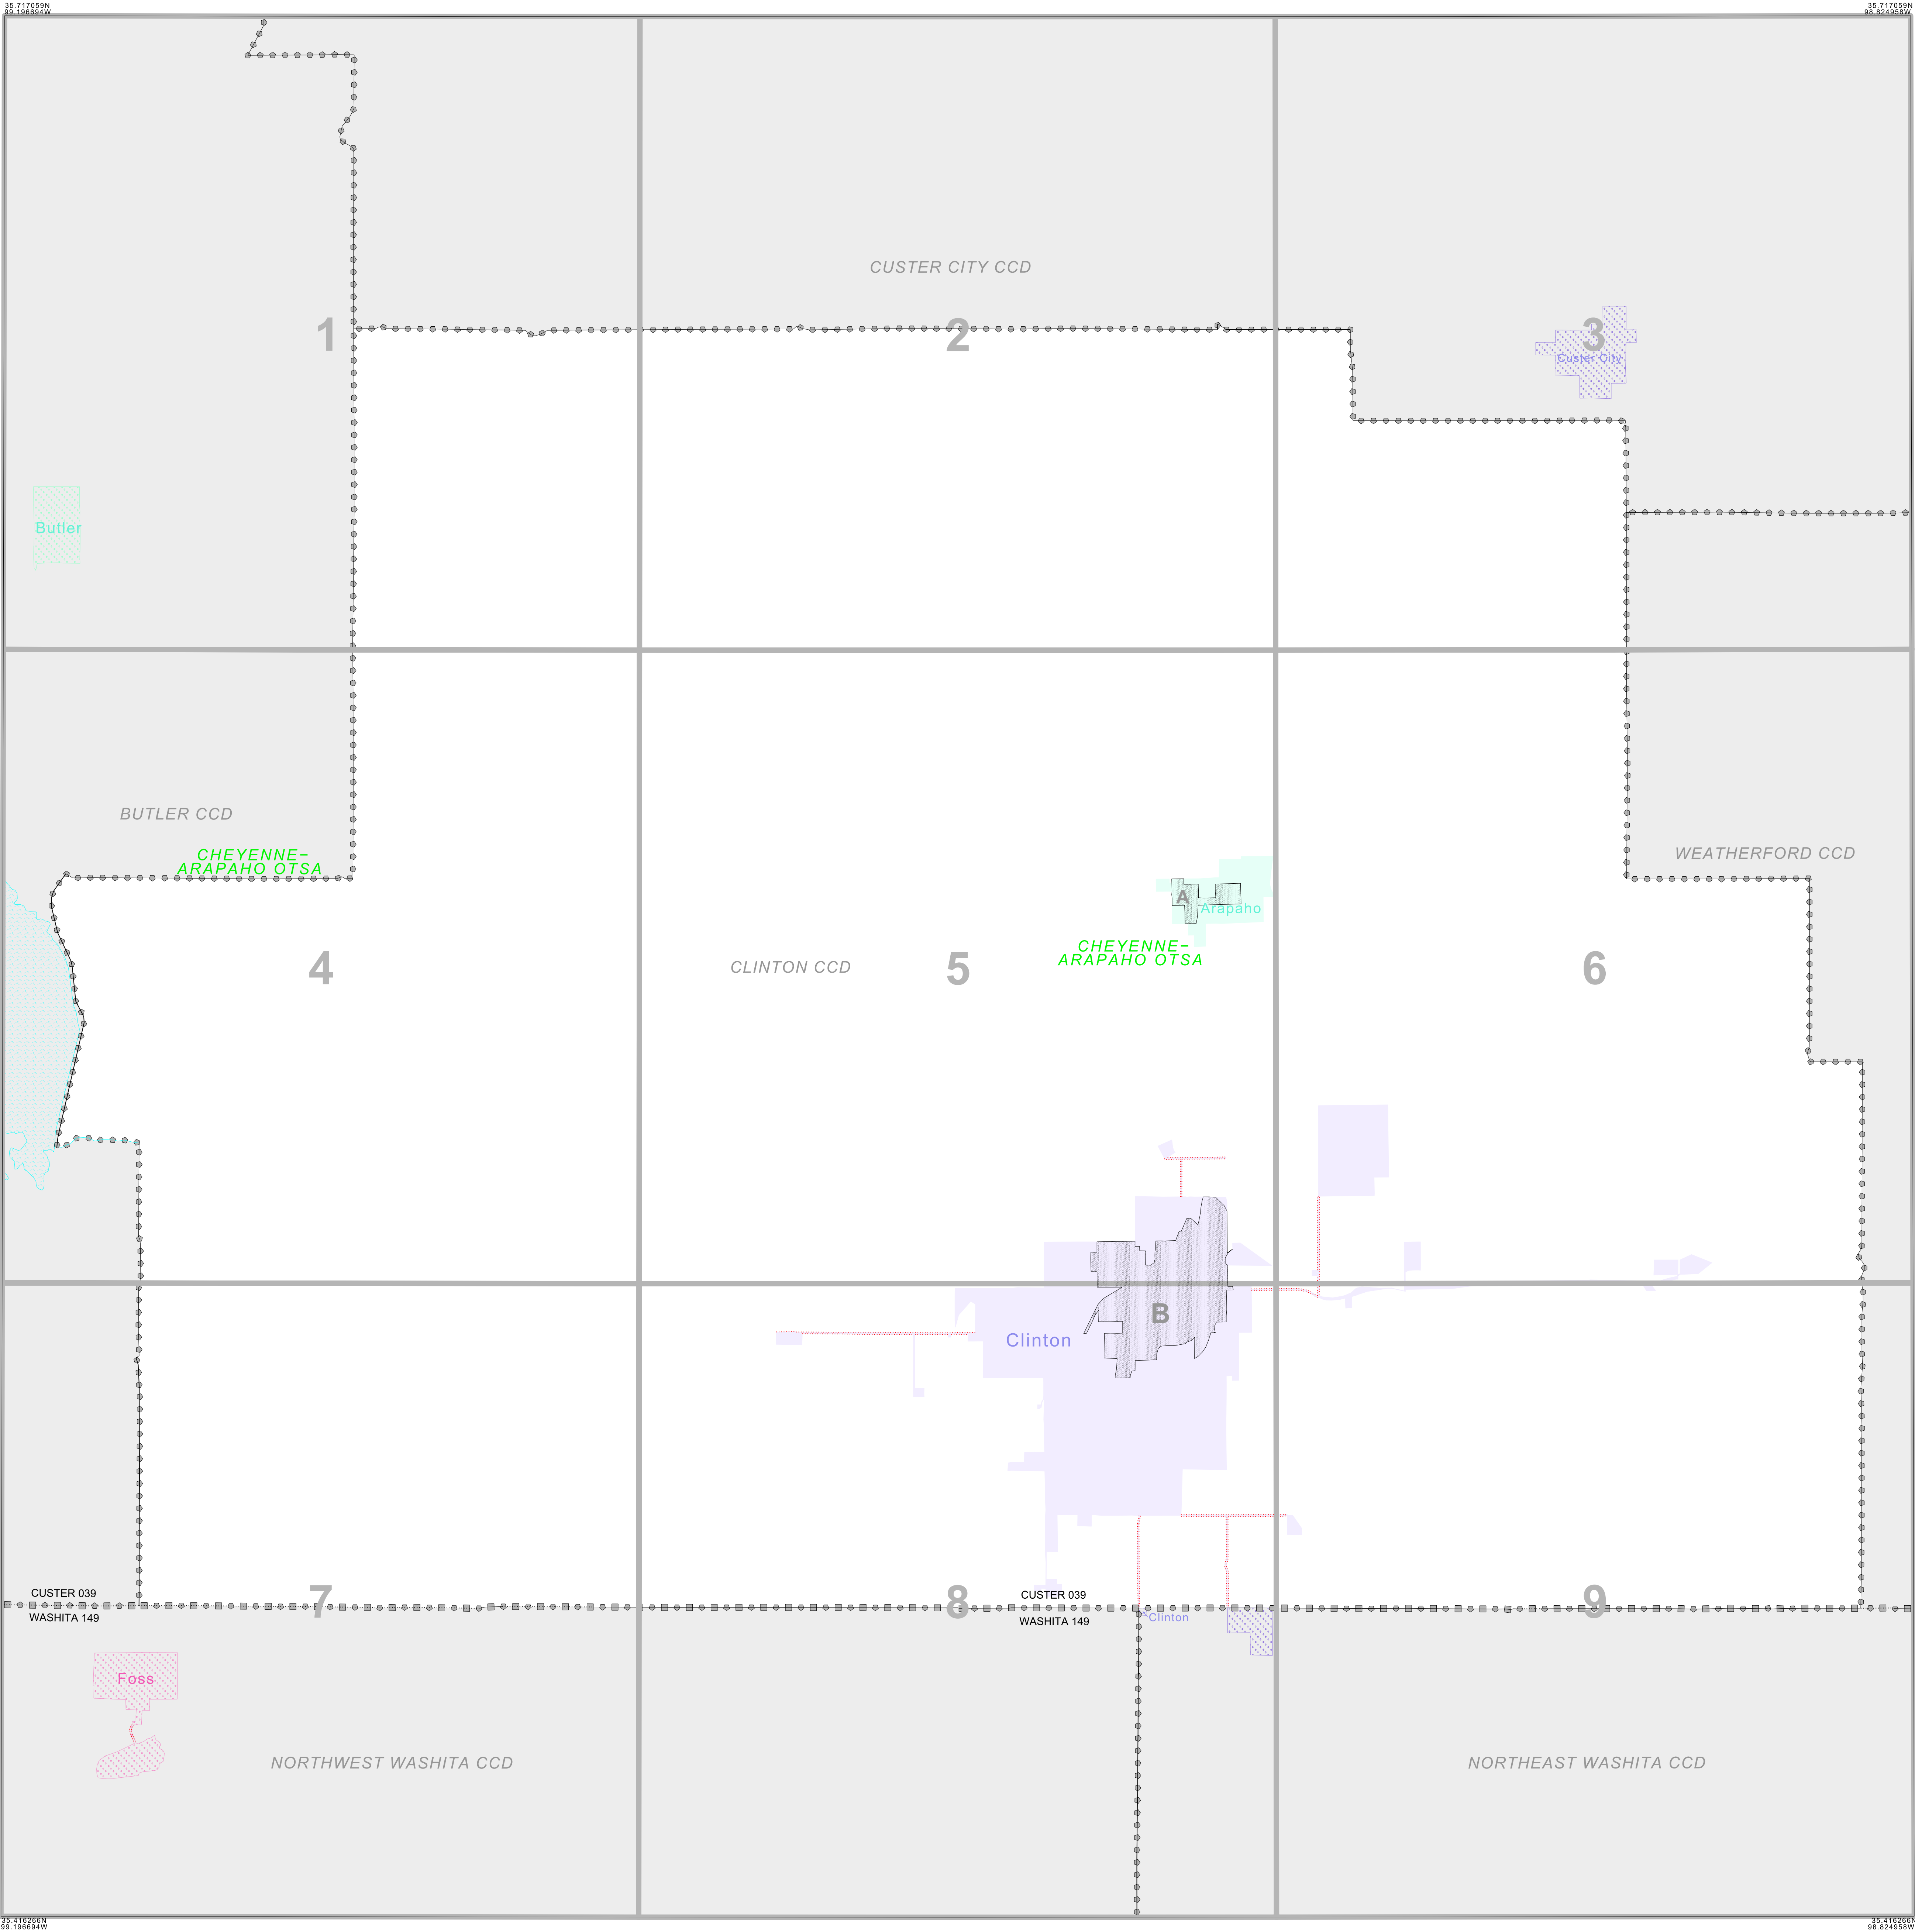 35.717059N
99.196694W
35.717059N
98.824958W
CUSTER CITY CCD
1
2
3
Custer City
Butler
BUTLER CCD
CHEYENNE-
ARAPAHO OTSA
WEATHERFORD CCD
A
Arapaho
CHEYENNE-
ARAPAHO OTSA
4
CLINTON CCD
5
6
B
Clinton
CUSTER 039
WASHITA 149
7
CUSTER 039
WASHITA 149
8
Clinton
9
Foss
NORTHWEST WASHITA CCD
NORTHEAST WASHITA CCD
35.416266N
99.196694W
35.416266N
98.824958W